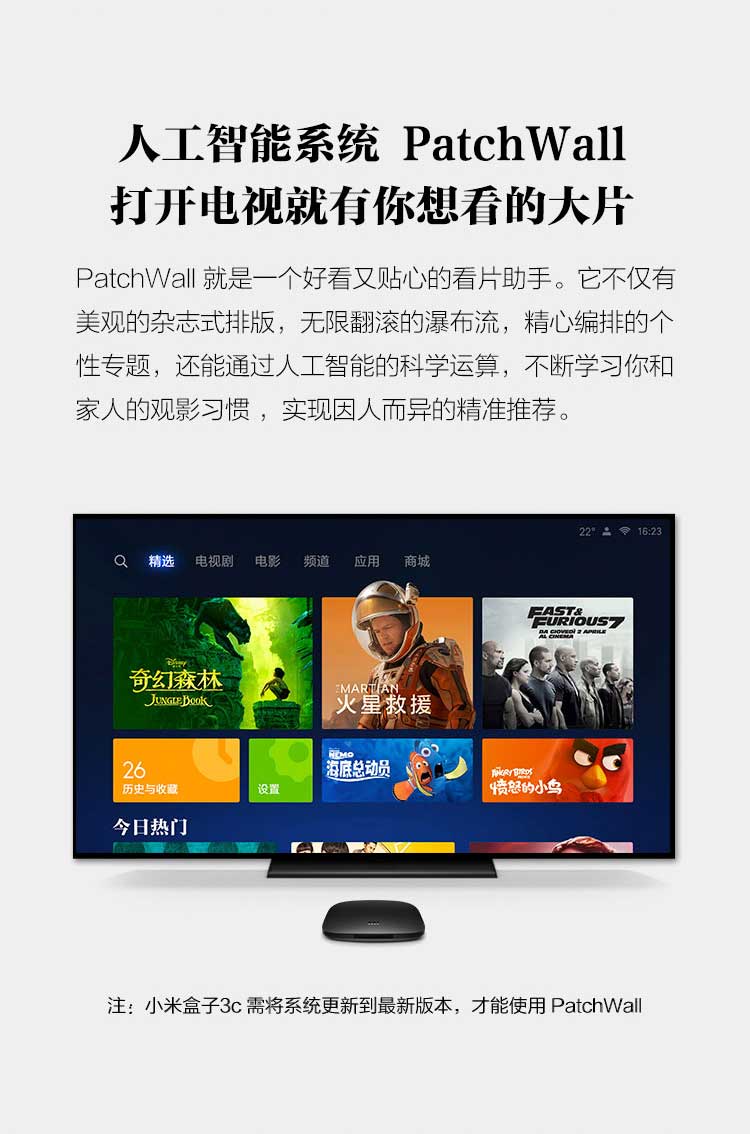 人工智能系统 PatchWall
打开电视就有你想看的大片
PatchWall 就是一个好看又贴心的看片助手。它不仅有
美观的杂志式排版，无限翻滚的瀑布流，精心编排的个
性专题，还能通过人工智能的科学运算，不断学习你和
家人的观影习惯 ，实现因人而异的精准推荐。
22° 16:23
精选 电视剧 电影 频道 应用 商城
Disney
奇幻森林
JUNGLE BOOK
THE MARTIAN
火星救援
FAST &
FURIOUS 7
DA GIOVEDÌ 2 APRILE
AL CINEMA
26
历史与收藏
设置
NEMO
海底总动员
ANGRY BIRDS
愤怒的小鸟
今日热门
注：小米盒子3c 需将系统更新到最新版本，才能使用 PatchWall